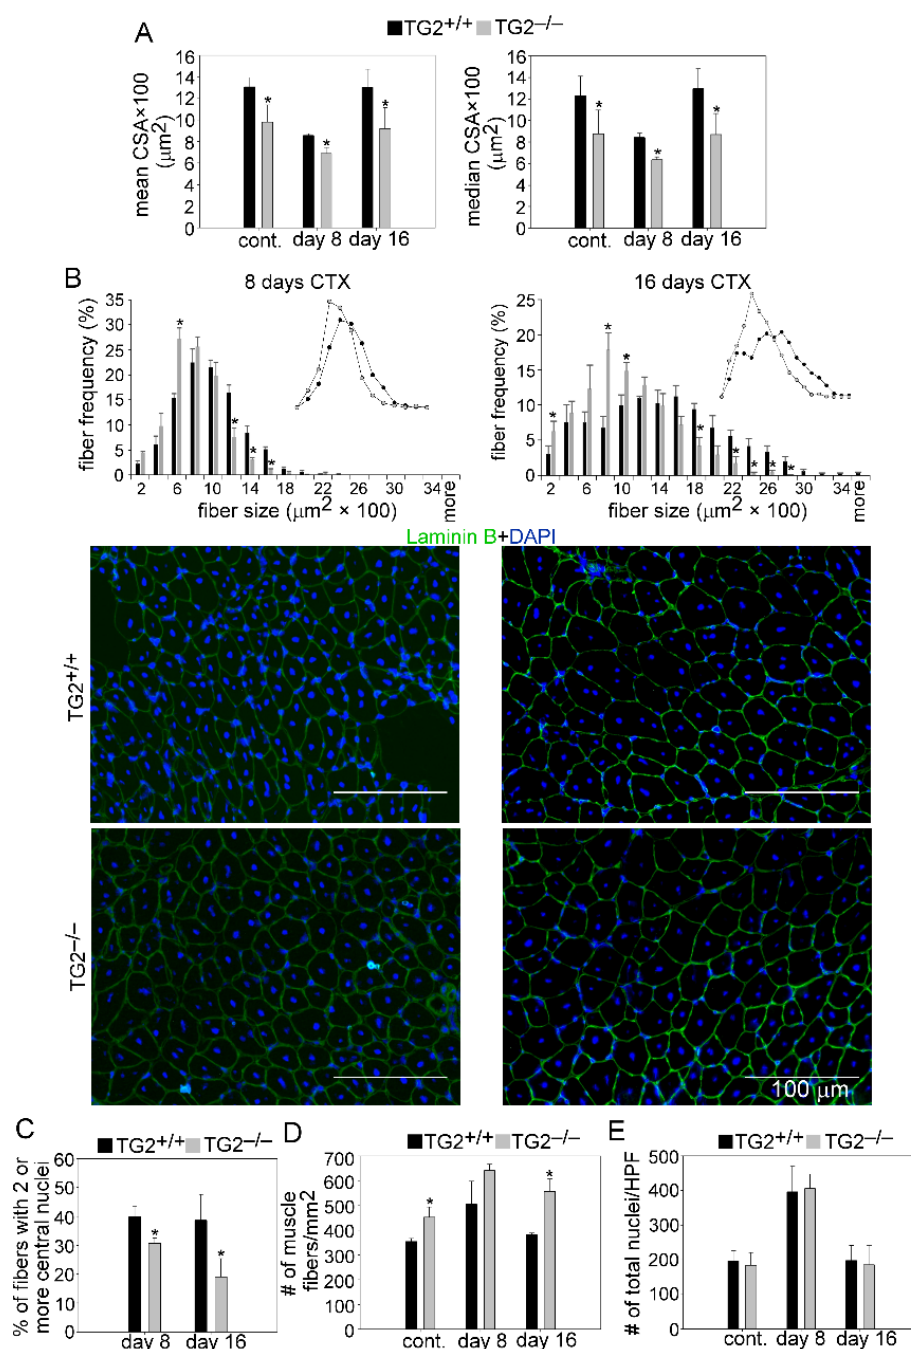 A
TG2+/+ TG2–/–
mean CSA×100
(μm2)
16
14
12
10
8
6
4
2
0
cont. day 8 day 16
*
*
*
median CSA×100
(μm2)
16
14
12
10
8
6
4
2
0
cont. day 8 day 16
*
*
*
B
8 days CTX
fiber frequency (%)
35
30
25
20
15
10
5
0
*
*
*
*
2 6 10 14 18 22 26 30 34 more
fiber size (μm2 × 100)
16 days CTX
fiber frequency (%)
25
20
15
10
5
0
*
*
*
*
*
*
*
*
2 6 10 14 18 22 26 30 34 more
fiber size (μm2 × 100)
Laminin B+DAPI
TG2+/+
TG2–/–
100 μm
C
TG2+/+ TG2–/–
% of fibers with 2 or
more central nuclei
60
50
40
30
20
10
0
*
*
day 8 day 16
D
TG2+/+ TG2–/–
# of muscle
fibers/mm2
700
600
500
400
300
200
100
0
*
*
cont. day 8 day 16
E
TG2+/+ TG2–/–
# of total nuclei/HPF
500
400
300
200
100
0
cont. day 8 day 16